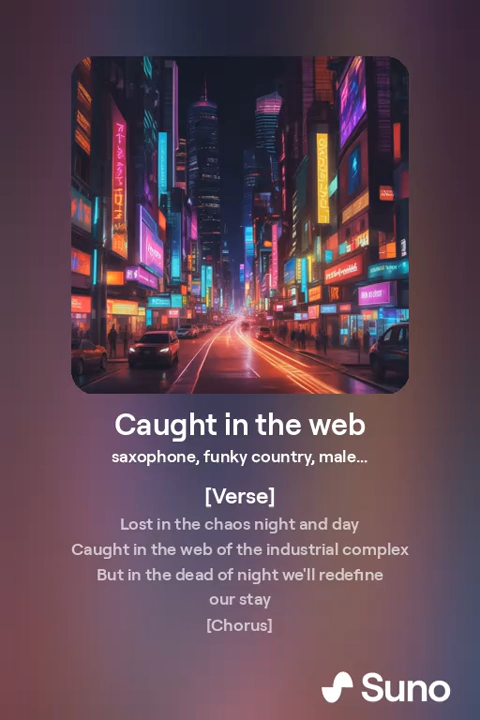 Caught in the web
saxophone, funky country, male...
[Verse]
Lost in the chaos night and day
Caught in the web of the industrial complex
But in the dead of night we'll redefine
our stay
[Chorus]
Suno